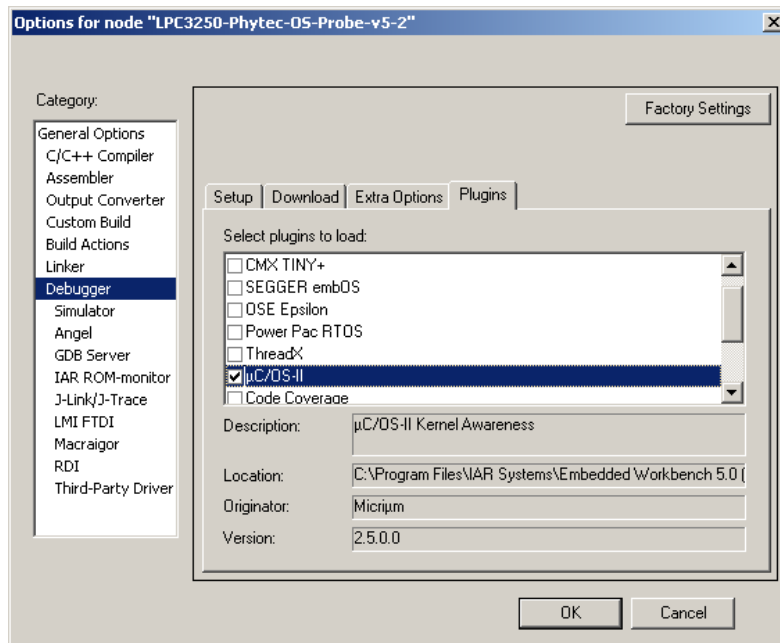 Options for node "LPC3250-Phytec-OS-Probe-v5-2"
Category:
General Options
C/C++ Compiler
Assembler
Output Converter
Custom Build
Build Actions
Linker
Debugger
Simulator
Angel
GDB Server
IAR ROM-monitor
J-Link/J-Trace
LMI FTDI
Macraigor
RDI
Third-Party Driver
Factory Settings
Setup Download Extra Options Plugins
Select plugins to load:
CMX TINY+
SEGGER embOS
OSE Epsilon
Power Pac RTOS
ThreadX
µC/OS-II
Code Coverage
Description: µC/OS-II Kernel Awareness
Location: C:\Program Files\IAR Systems\Embedded Workbench 5.0 (
Originator: Micriµm
Version: 2.5.0.0
OK Cancel